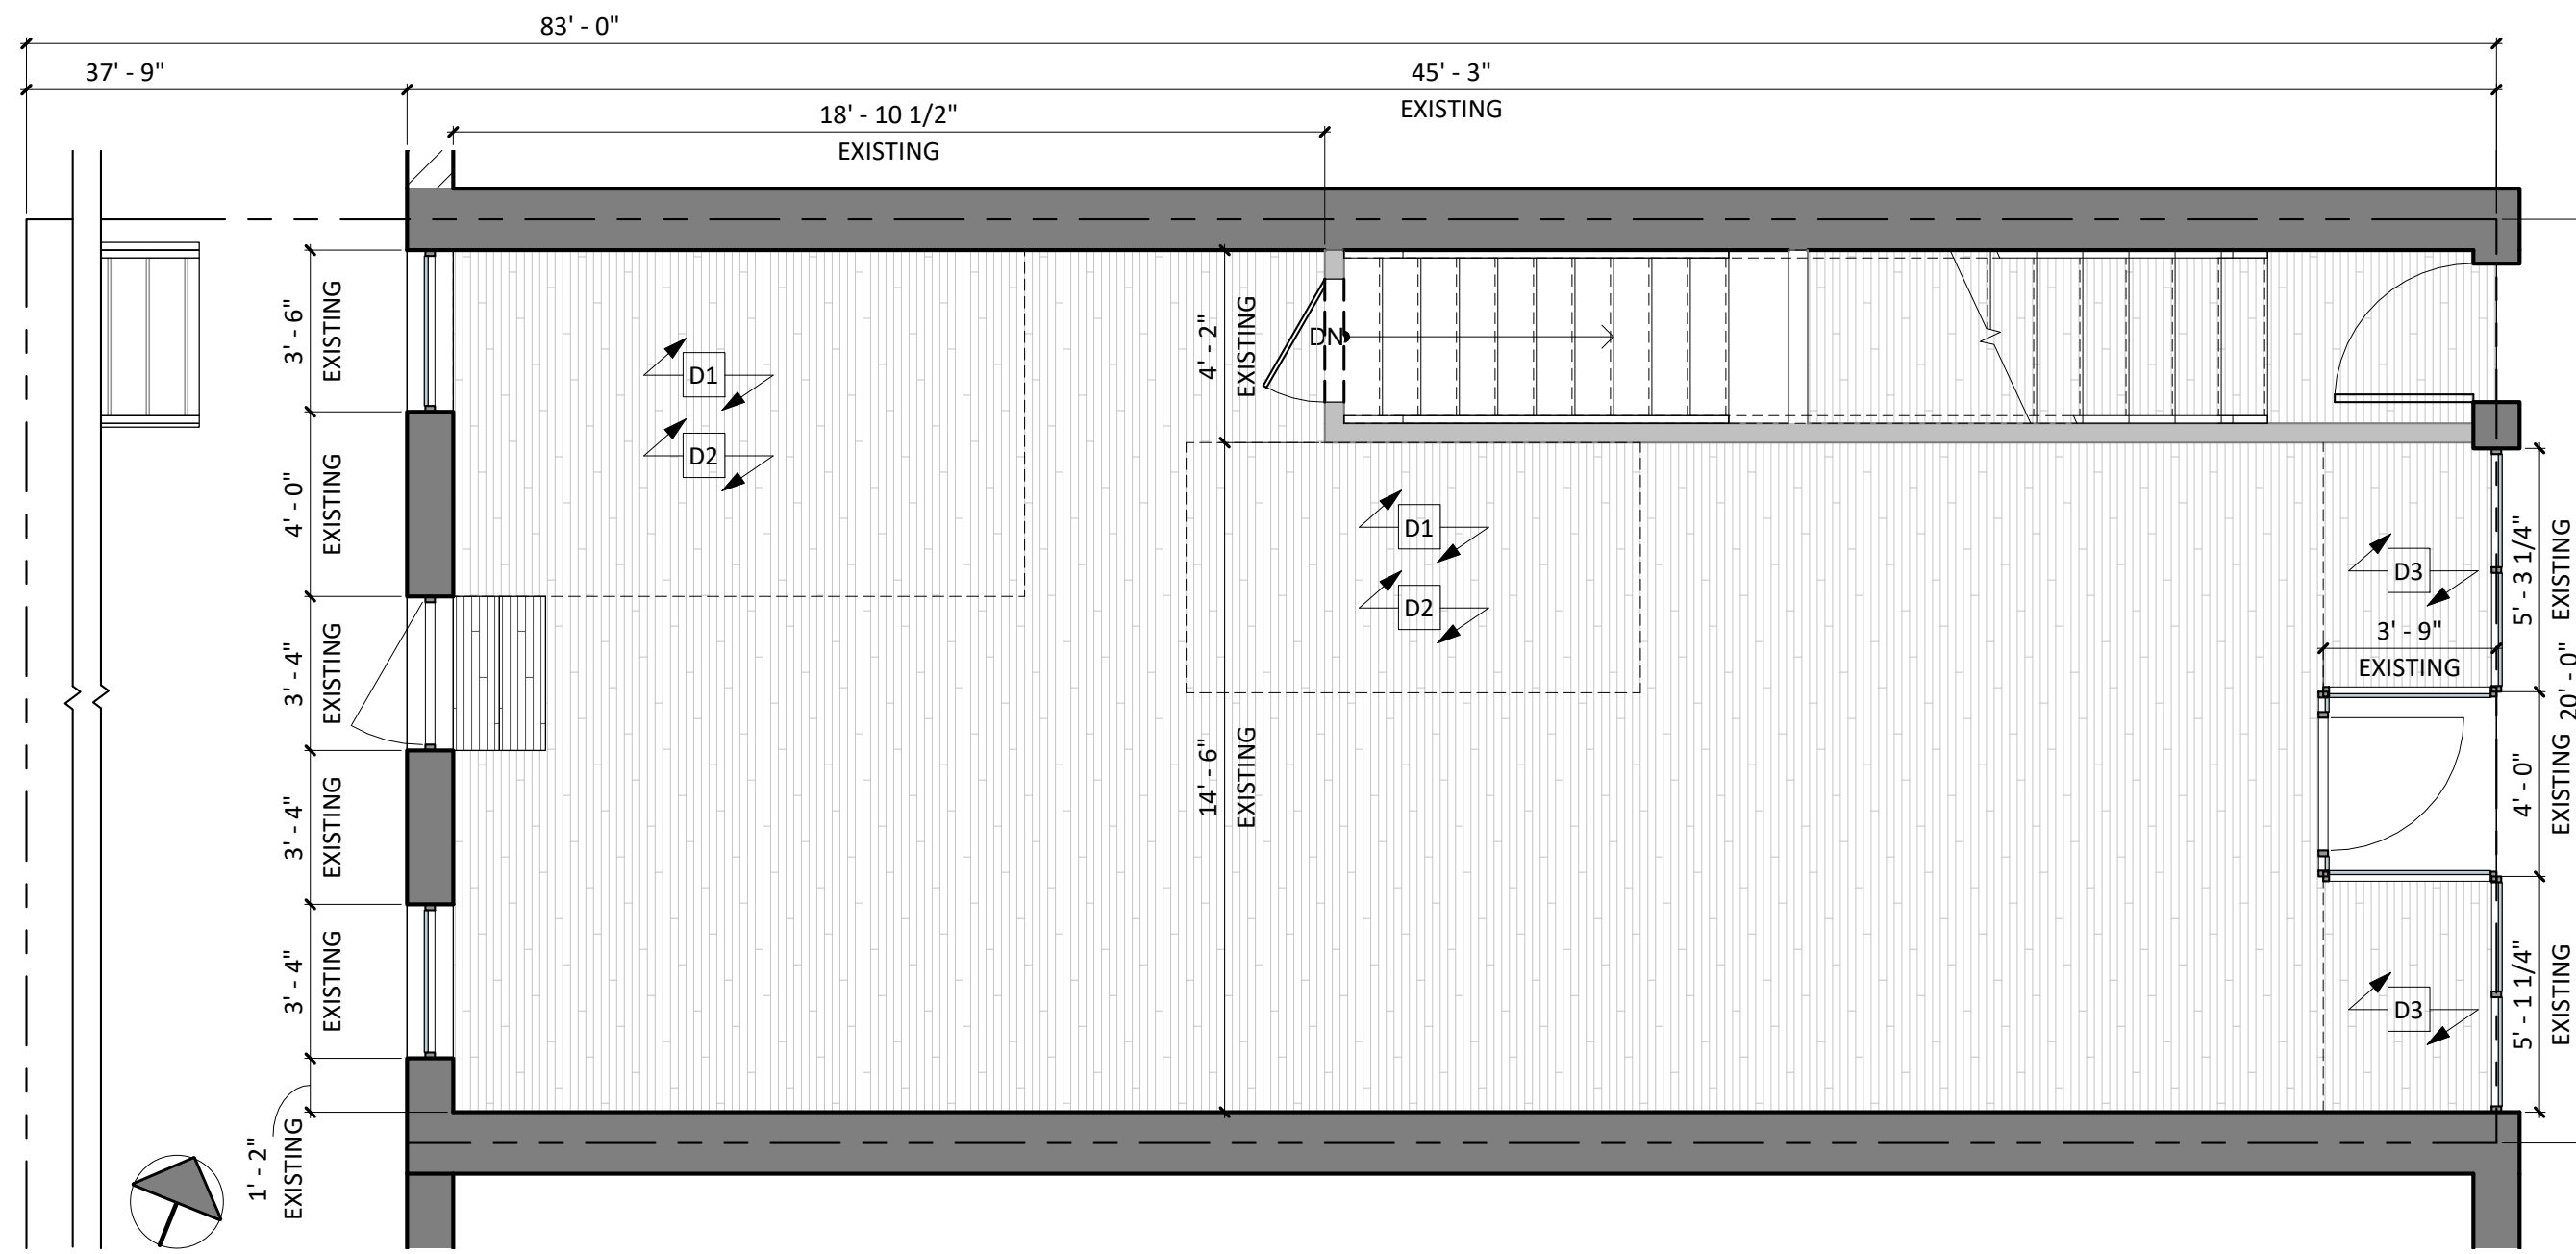 83' - 0"
37' - 9"
45' - 3"
EXISTING
18' - 10 1/2"
EXISTING
3' - 6"
EXISTING
4' - 0"
EXISTING
3' - 4"
EXISTING
3' - 4"
EXISTING
3' - 4"
EXISTING
1' - 2"
EXISTING
D1
D2
4' - 2"
EXISTING
DN
14' - 6"
EXISTING
D1
D2
D3
3' - 9"
EXISTING
D3
5' - 3 1/4"
EXISTING
4' - 0"
EXISTING
5' - 1 1/4"
EXISTING
20' - 0"